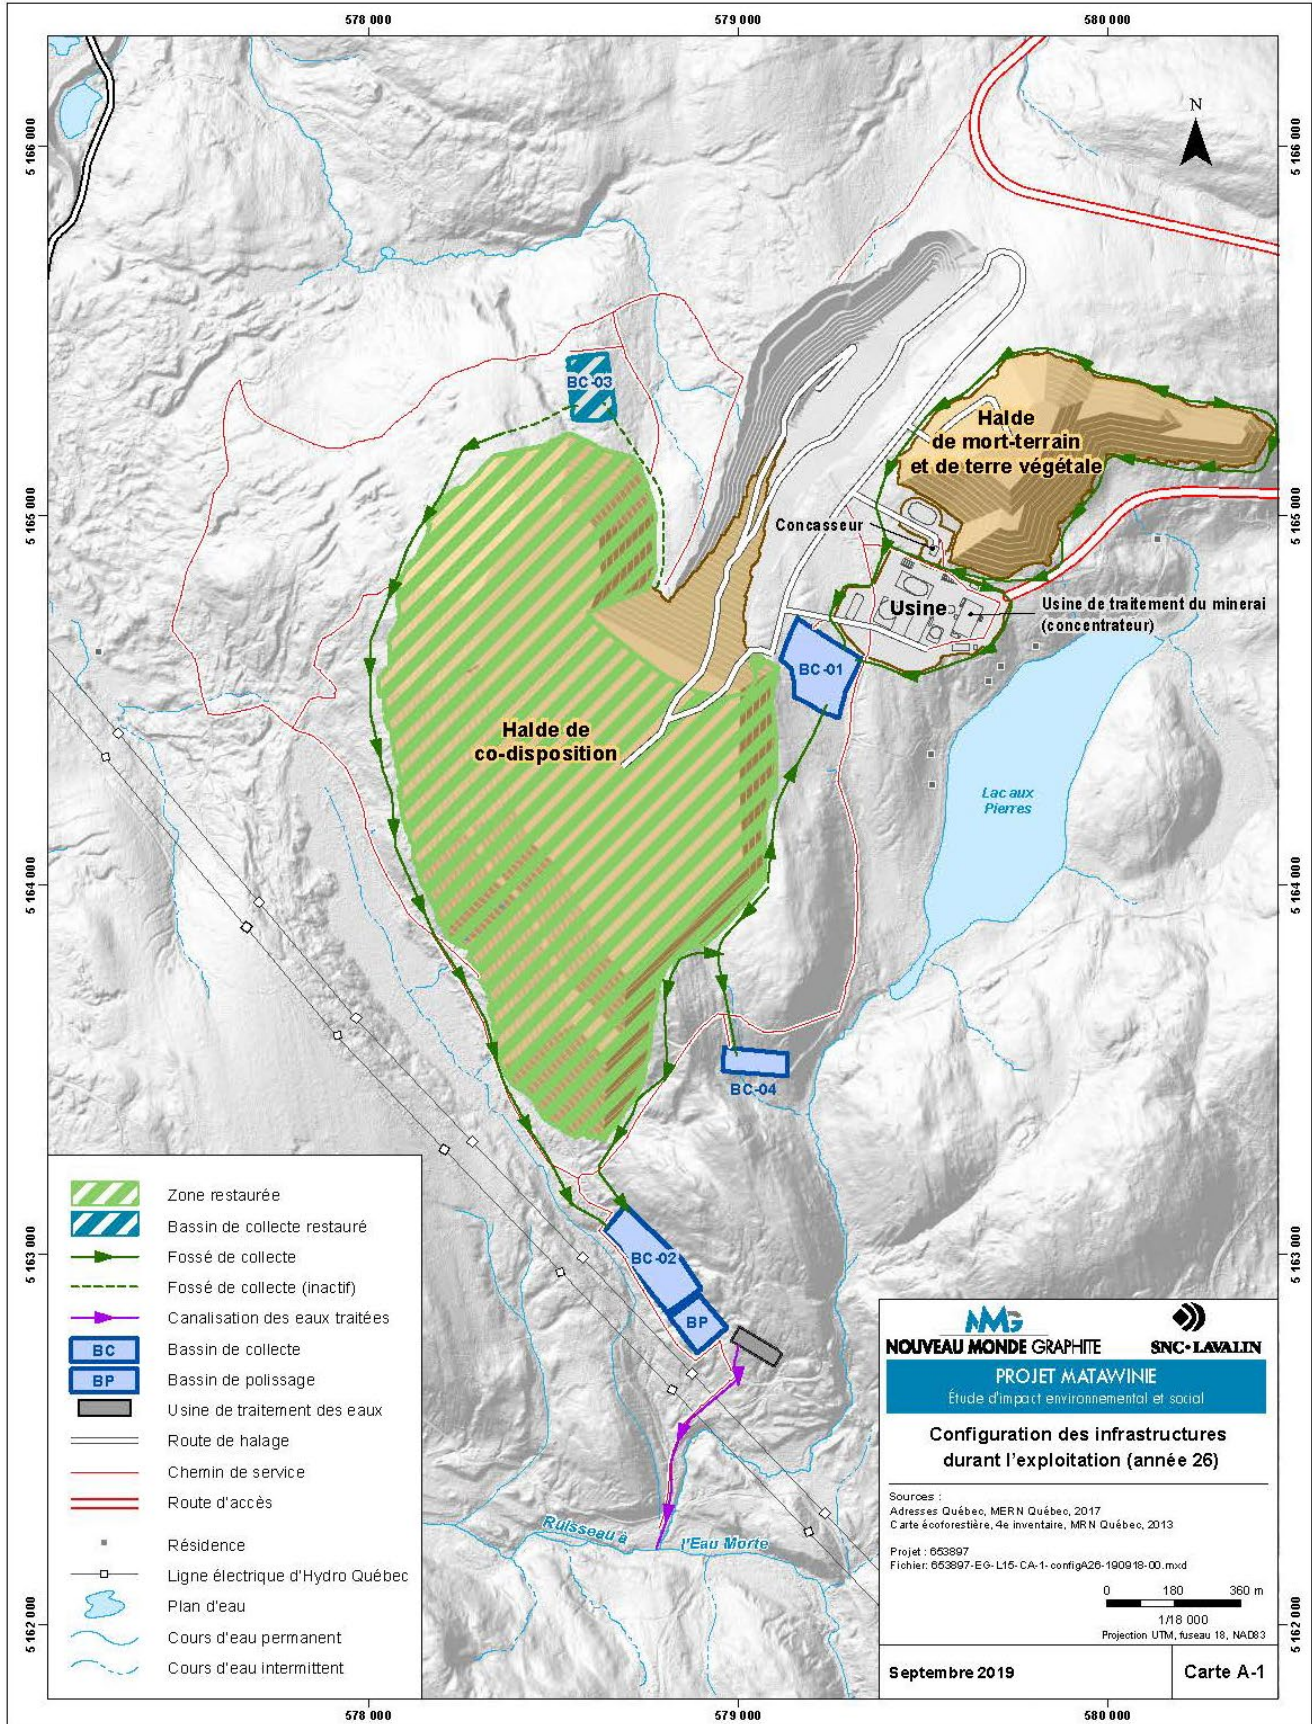 578 000
579 000
580 000
N
5 166 000
5 166 000
BC-03
Halde
de mort-terrain
et de terre végétale
5 165 000
5 165 000
Concasseur
Usine
Usine de traitement du minerai
(concentrateur)
BC-01
Halde de
co-disposition
Lac aux
Pierres
5 164 000
5 164 000
BC-04
5 163 000
5 163 000
BC-02
BP
Ruisseau à
l'Eau Morte
5 162 000
5 162 000
Zone restaurée
Bassin de collecte restauré
Fossé de collecte
Fossé de collecte (inactif)
Canalisation des eaux traitées
BC
Bassin de collecte
BP
Bassin de polissage
Usine de traitement des eaux
Route de halage
Chemin de service
Route d'accès
Résidence
Ligne électrique d'Hydro Québec
Plan d'eau
Cours d'eau permanent
Cours d'eau intermittent
NMG
NOUVEAU MONDE GRAPHITE
SNC•LAVALIN
PROJET MATAWINIE
Étude d'impact environnemental et social
Configuration des infrastructures
durant l'exploitation (année 26)
Sources :
Adresses Québec, MERN Québec, 2017
Carte écoforestière, 4e inventaire, MRN Québec, 2013
Projet : 653897
Fichier: 653897-EG-L15-CA-1-configA26-190918-00.mxd
0 180 360 m
1/18 000
Projection UTM, fuseau 18, NAD83
Septembre 2019
Carte A-1
578 000
579 000
580 000